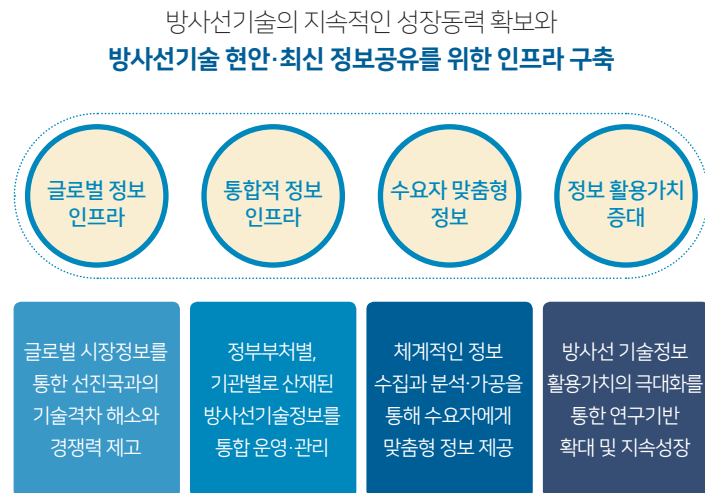 방사선기술의 지속적인 성장동력 확보와
방사선기술 현안·최신 정보공유를 위한 인프라 구축
글로벌 정보
인프라
통합적 정보
인프라
수요자 맞춤형
정보
정보 활용가치
증대
글로벌 시장정보를
통한 선진국과의
기술격차 해소와
경쟁력 제고
정부부처별,
기관별로 산재된
방사선기술정보를
통합 운영·관리
체계적인 정보
수집과 분석·가공을
통해 수요자에게
맞춤형 정보 제공
방사선 기술정보
활용가치의 극대화를
통한 연구기반
확대 및 지속성장